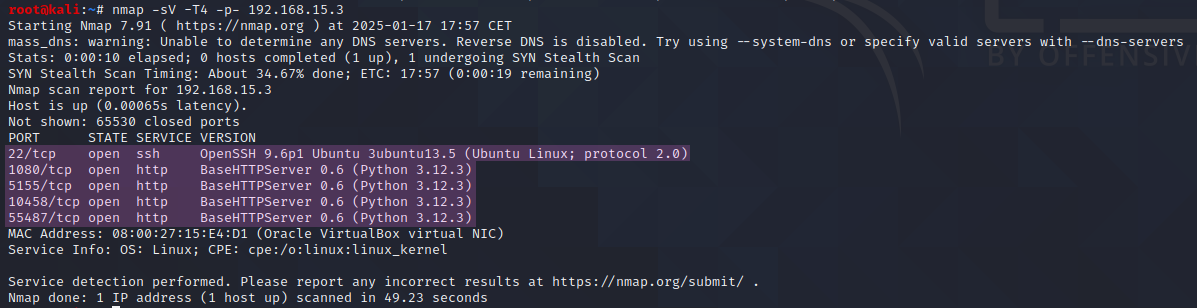 root@kali:~# nmap -sV -T4 -p- 192.168.15.3
Starting Nmap 7.91 ( https://nmap.org ) at 2025-01-17 17:57 CET
mass_dns: warning: Unable to determine any DNS servers. Reverse DNS is disabled. Try using --system-dns or specify valid servers with --dns-servers
Stats: 0:00:10 elapsed; 0 hosts completed (1 up), 1 undergoing SYN Stealth Scan
SYN Stealth Scan Timing: About 34.67% done; ETC: 17:57 (0:00:19 remaining)
BY OFFENSIV
Nmap scan report for 192.168.15.3
Host is up (0.00065s latency).
Not shown: 65530 closed ports
PORT      STATE SERVICE VERSION
22/tcp    open  ssh     OpenSSH 9.6p1 Ubuntu 3ubuntu13.5 (Ubuntu Linux; protocol 2.0)
1080/tcp  open  http    BaseHTTPServer 0.6 (Python 3.12.3)
5155/tcp  open  http    BaseHTTPServer 0.6 (Python 3.12.3)
10458/tcp open  http    BaseHTTPServer 0.6 (Python 3.12.3)
55487/tcp open  http    BaseHTTPServer 0.6 (Python 3.12.3)
MAC Address: 08:00:27:15:E4:D1 (Oracle VirtualBox virtual NIC)
Service Info: OS: Linux; CPE: cpe:/o:linux:linux_kernel
Service detection performed. Please report any incorrect results at https://nmap.org/submit/ .
Nmap done: 1 IP address (1 host up) scanned in 49.23 seconds